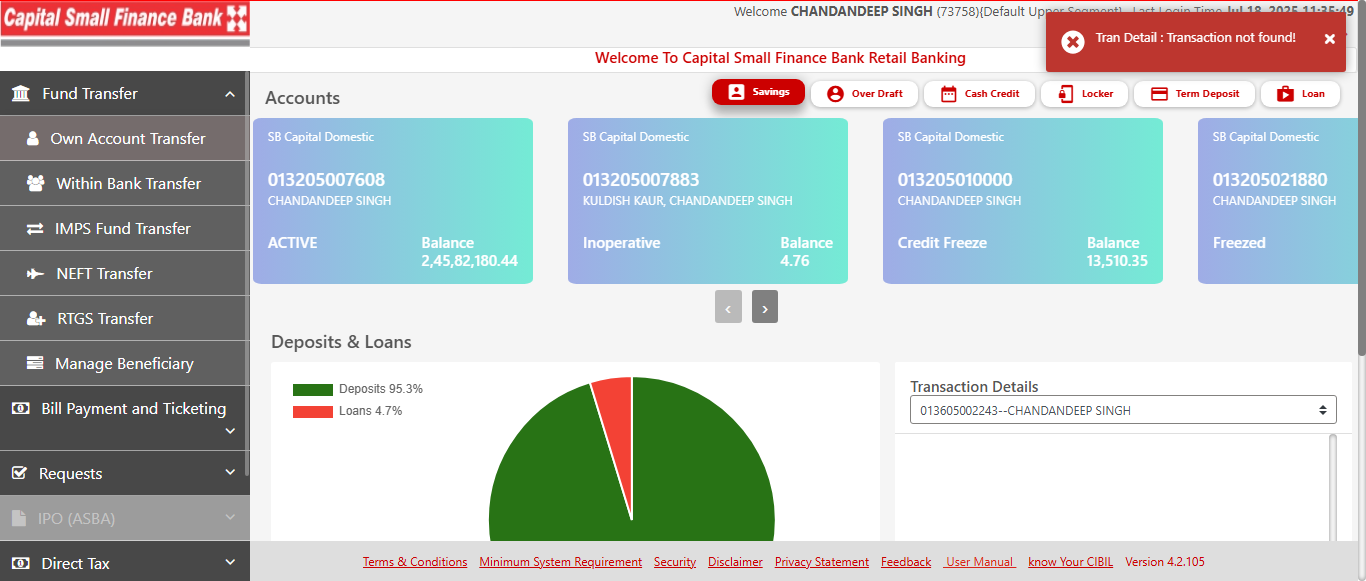 Capital Small Finance Bank
Welcome CHANDANDEEP SINGH (73758){Default Upper Segment} Last Login Time Jul 18, 2025 11:35:49
Tran Detail : Transaction not found!
Welcome To Capital Small Finance Bank Retail Banking
Fund Transfer
Own Account Transfer
Within Bank Transfer
IMPS Fund Transfer
NEFT Transfer
RTGS Transfer
Manage Beneficiary
Bill Payment and Ticketing
Requests
IPO (ASBA)
Direct Tax
Accounts
Savings
Over Draft
Cash Credit
Locker
Term Deposit
Loan
SB Capital Domestic
013205007608
CHANDANDEEP SINGH
ACTIVE
Balance
2,45,82,180.44
SB Capital Domestic
013205007883
KULDISH KAUR, CHANDANDEEP SINGH
Inoperative
Balance
4.76
SB Capital Domestic
013205010000
CHANDANDEEP SINGH
Credit Freeze
Balance
13,510.35
SB Capital Domestic
013205021880
CHANDANDEEP SINGH
Freezed
Deposits & Loans
Deposits 95.3%
Loans 4.7%
Transaction Details
013605002243--CHANDANDEEP SINGH
Terms & Conditions Minimum System Requirement Security Disclaimer Privacy Statement Feedback User Manual know Your CIBIL Version 4.2.105